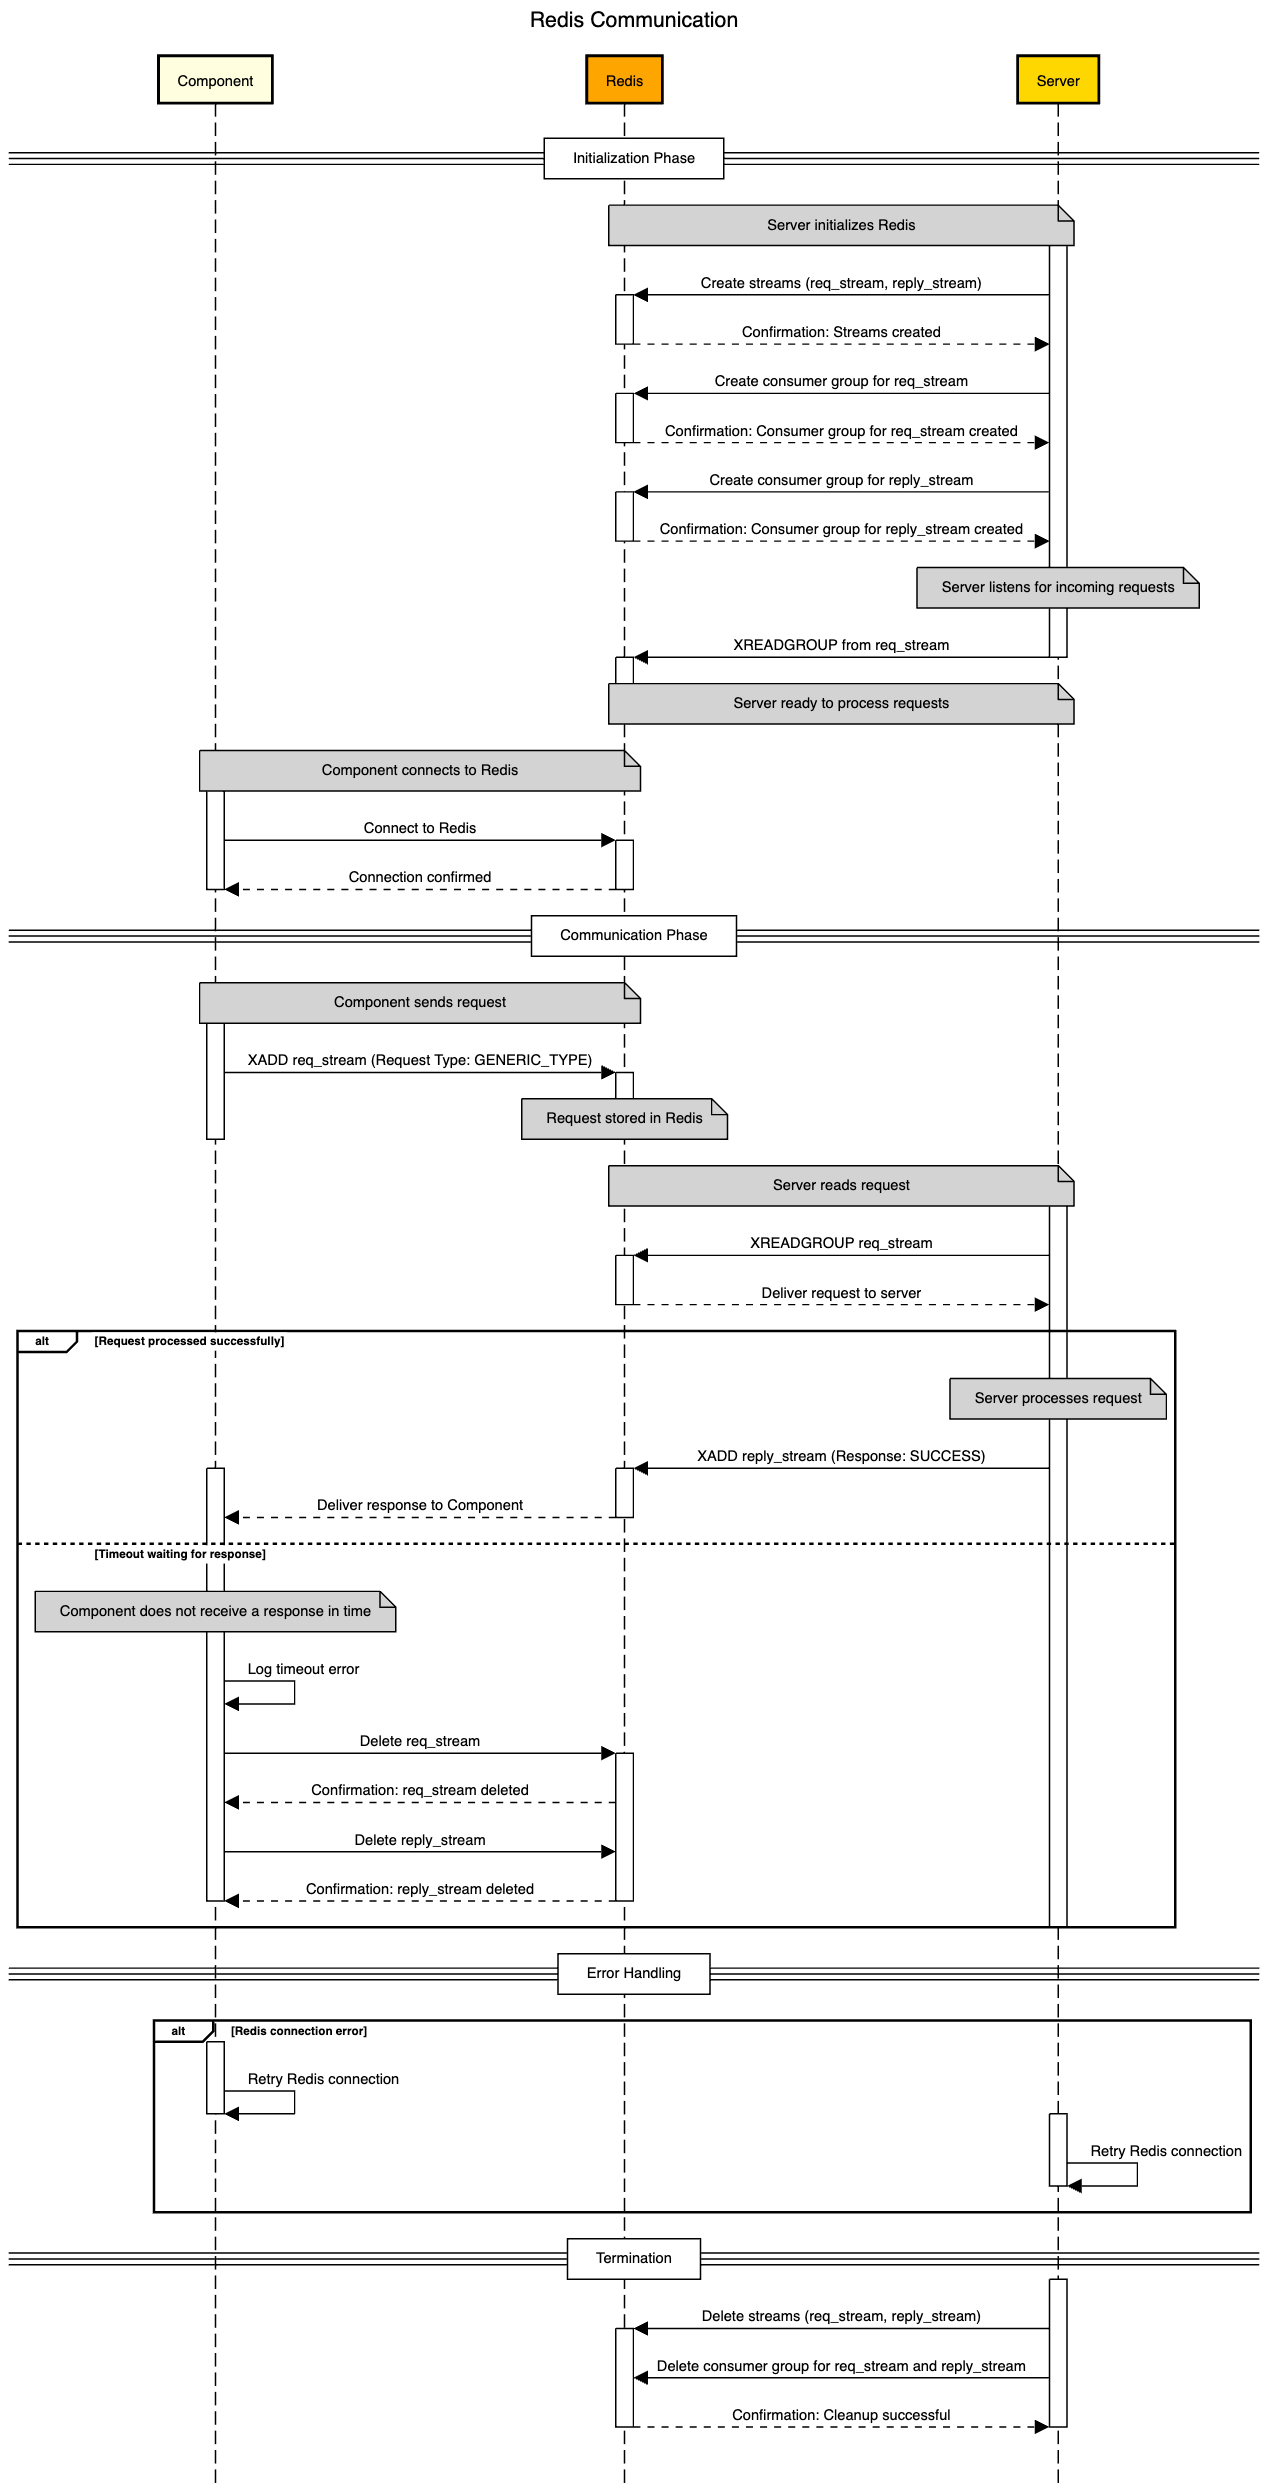 Redis Communication
Component
Redis
Server
Initialization Phase
Server initializes Redis
Create streams (req_stream, reply_stream)
Confirmation: Streams created
Create consumer group for req_stream
Confirmation: Consumer group for req_stream created
Create consumer group for reply_stream
Confirmation: Consumer group for reply_stream created
Server listens for incoming requests
XREADGROUP from req_stream
Server ready to process requests
Component connects to Redis
Connect to Redis
Connection confirmed
Communication Phase
Component sends request
XADD req_stream (Request Type: GENERIC_TYPE)
Request stored in Redis
Server reads request
XREADGROUP req_stream
Deliver request to server
alt
[Request processed successfully]
Server processes request
XADD reply_stream (Response: SUCCESS)
Deliver response to Component
[Timeout waiting for response]
Component does not receive a response in time
Log timeout error
Delete req_stream
Confirmation: req_stream deleted
Delete reply_stream
Confirmation: reply_stream deleted
Error Handling
alt
[Redis connection error]
Retry Redis connection
Retry Redis connection
Termination
Delete streams (req_stream, reply_stream)
Delete consumer group for req_stream and reply_stream
Confirmation: Cleanup successful